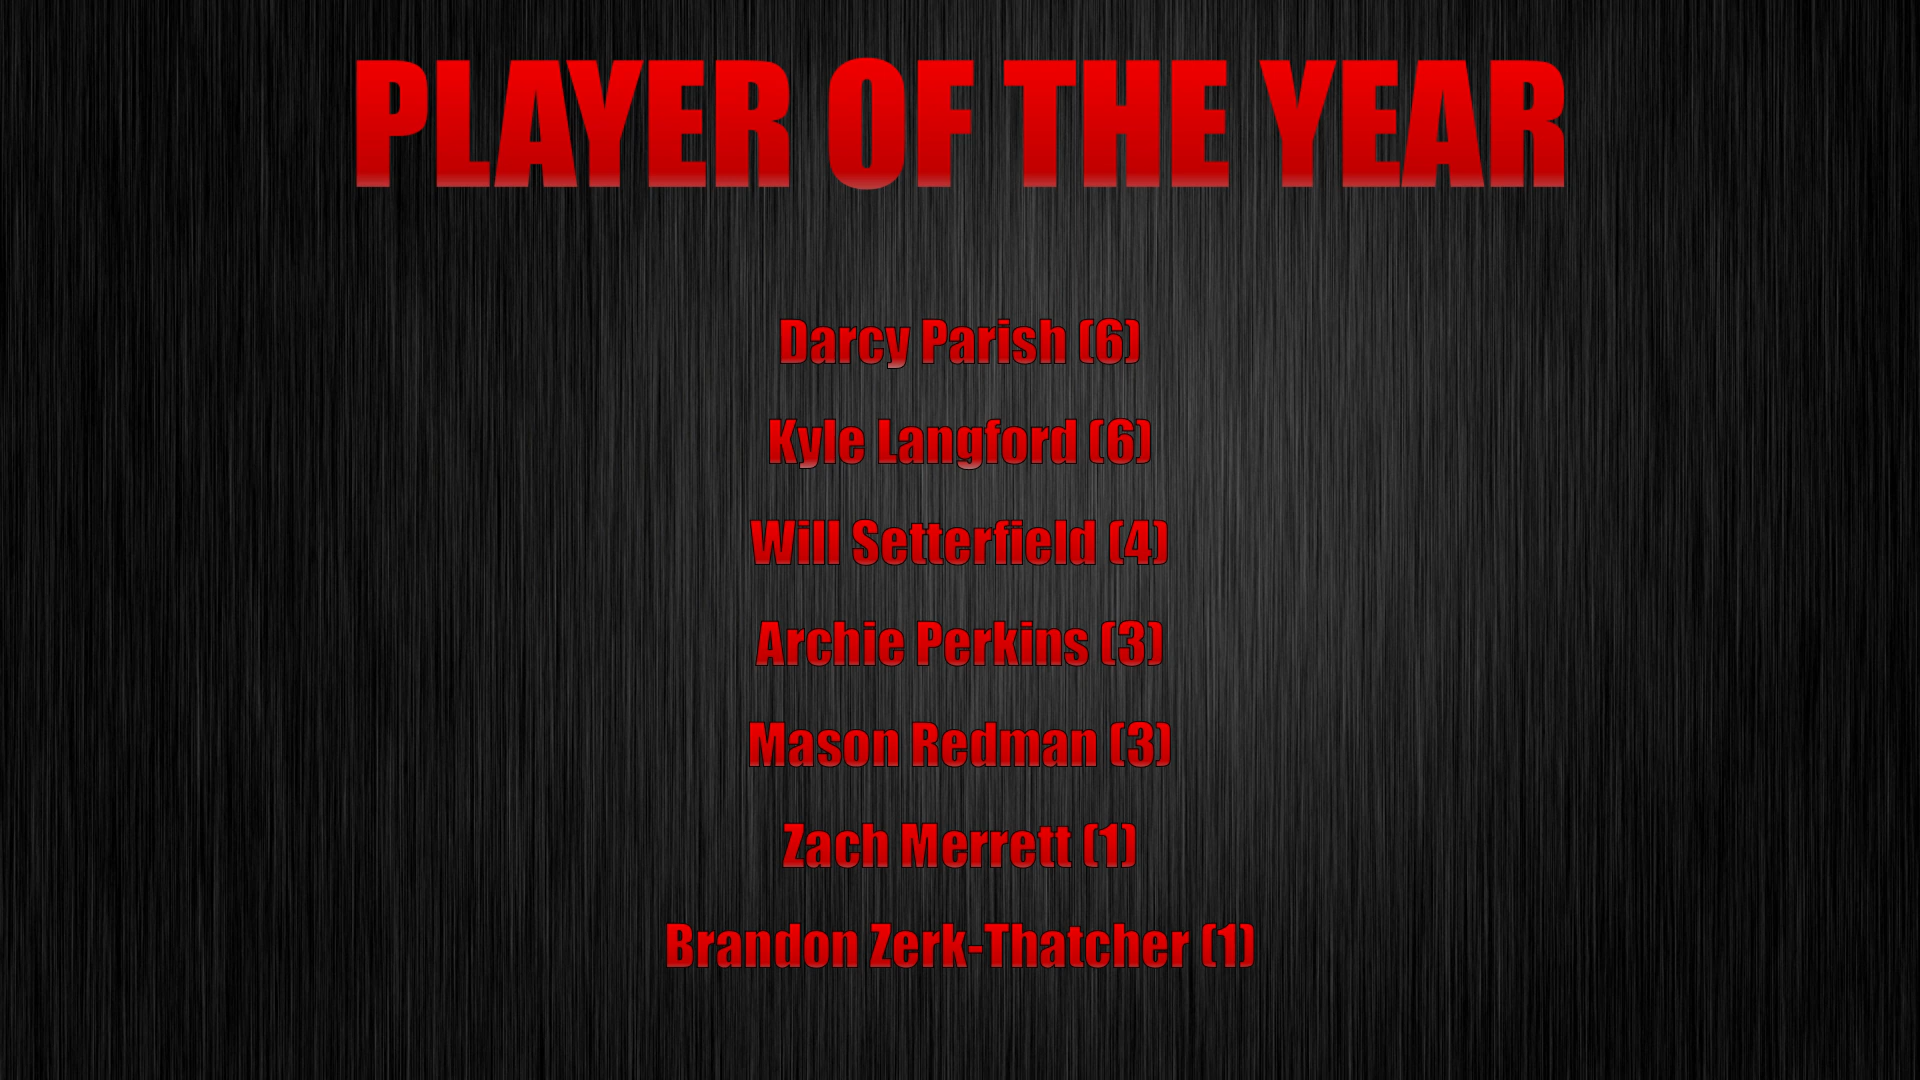 PLAYER OF THE YEAR
Darcy Parish (6)
Kyle Langford (6)
Will Setterfield (4)
Archie Perkins (3)
Mason Redman (3)
Zach Merrett (1)
Brandon Zerk-Thatcher (1)